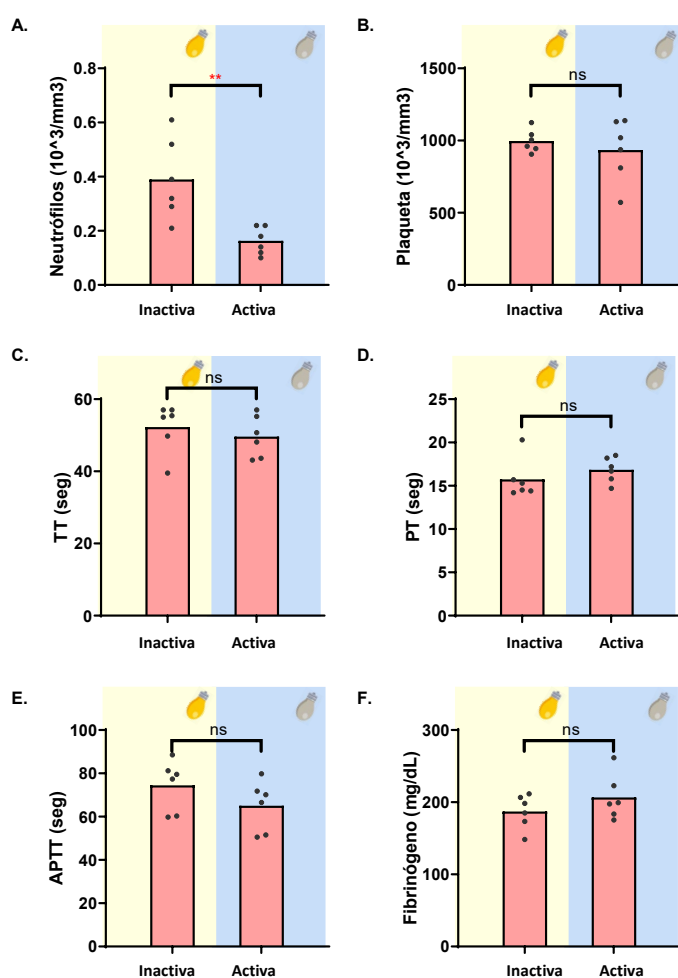 A.
Neutrófilos (10^3/mm3)
0.8
0.6
0.4
0.2
0.0
**
Inactiva Activa
B.
Plaqueta (10^3/mm3)
1500
1000
500
0
ns
Inactiva Activa
C.
TT (seg)
60
40
20
0
ns
Inactiva Activa
D.
PT (seg)
25
20
15
10
5
0
ns
Inactiva Activa
E.
APTT (seg)
100
80
60
40
20
0
ns
Inactiva Activa
F.
Fibrinógeno (mg/dL)
300
200
100
0
ns
Inactiva Activa